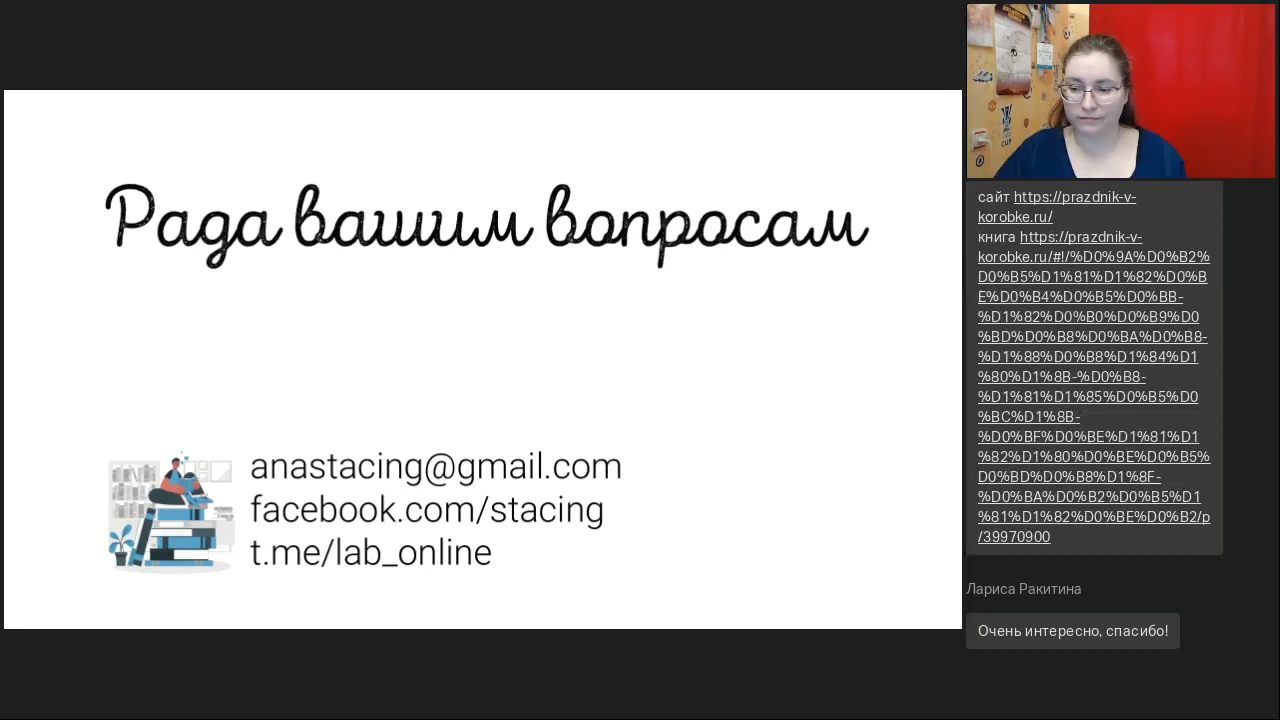 Рада вашим вопросам
anastacing@gmail.com
facebook.com/stacing
t.me/lab_online
CUP
сайт https://prazdnik-v-
korobke.ru/
книга https://prazdnik-v-
korobke.ru/#!/%D0%9A%D0%B2%
D0%B5%D1%81%D1%82%D0%B
E%D0%B4%D0%B5%D0%BB-
%D1%82%D0%B0%D0%B9%D0
%BD%D0%B8%D0%BA%D0%B8-
%D1%88%D0%B8%D1%84%D1
%80%D1%8B-%D0%B8-
%D1%81%D1%85%D0%B5%D0
%BC%D1%8B-
%D0%BF%D0%BE%D1%81%D1
%82%D1%80%D0%BE%D0%B5%
D0%BD%D0%B8%D1%8F-
%D0%BA%D0%B2%D0%B5%D1
%81%D1%82%D0%BE%D0%B2/p
/39970900
Лариса Ракитина
Очень интересно, спасибо!